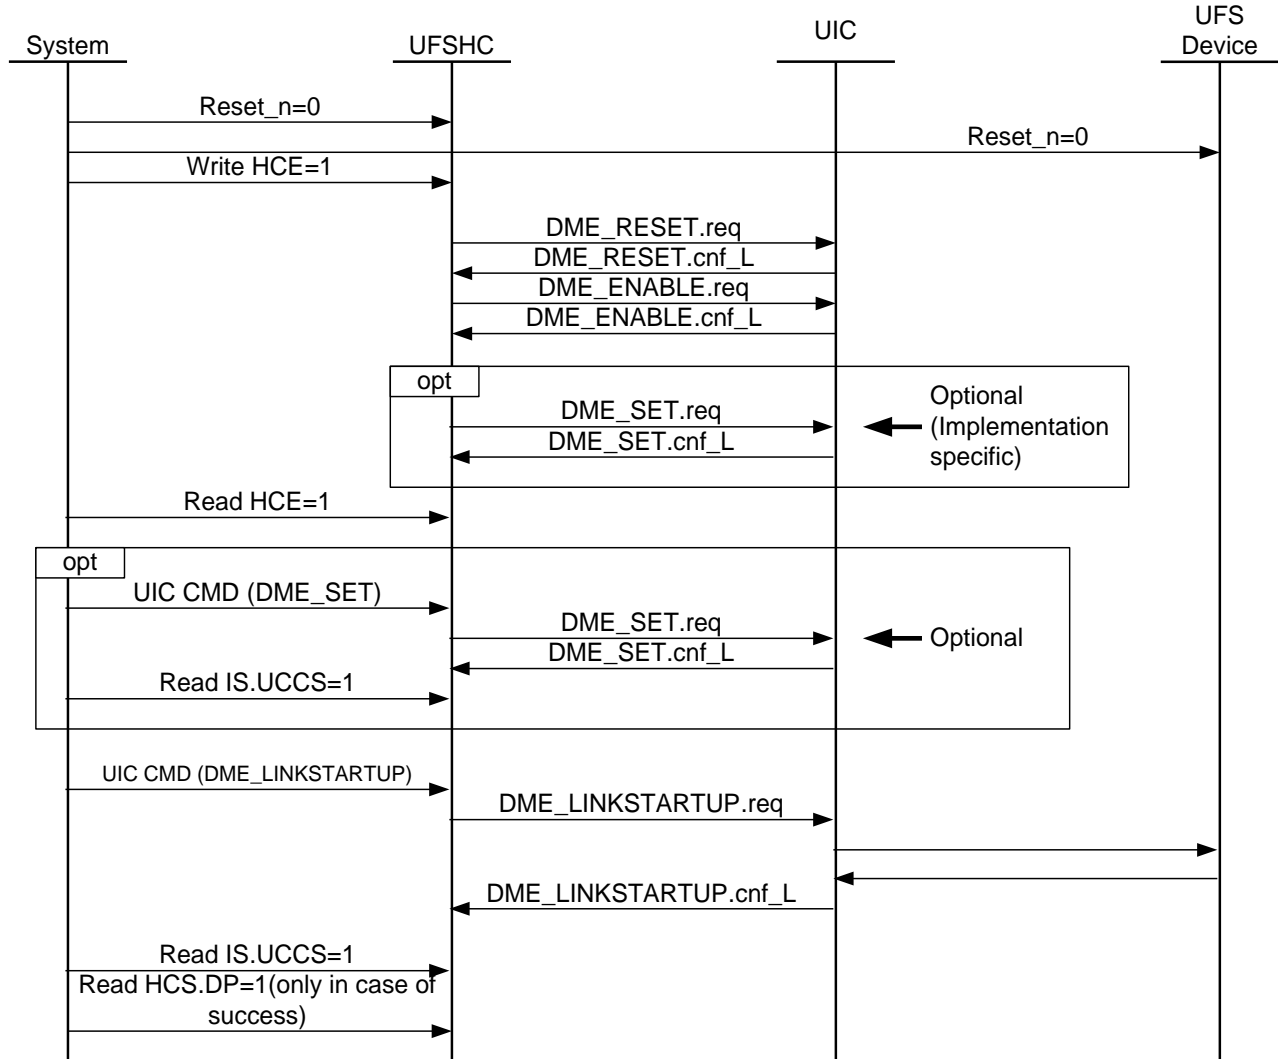 System
UFSHC
UIC
UFS
Device
Reset_n=0
Reset_n=0
Write HCE=1
DME_RESET.req
DME_RESET.cnf_L
DME_ENABLE.req
DME_ENABLE.cnf_L
opt
DME_SET.req
DME_SET.cnf_L
Optional
(Implementation
specific)
Read HCE=1
opt
UIC CMD (DME_SET)
DME_SET.req
DME_SET.cnf_L
Optional
Read IS.UCCS=1
UIC CMD (DME_LINKSTARTUP)
DME_LINKSTARTUP.req
DME_LINKSTARTUP.cnf_L
Read IS.UCCS=1
Read HCS.DP=1(only in case of
success)